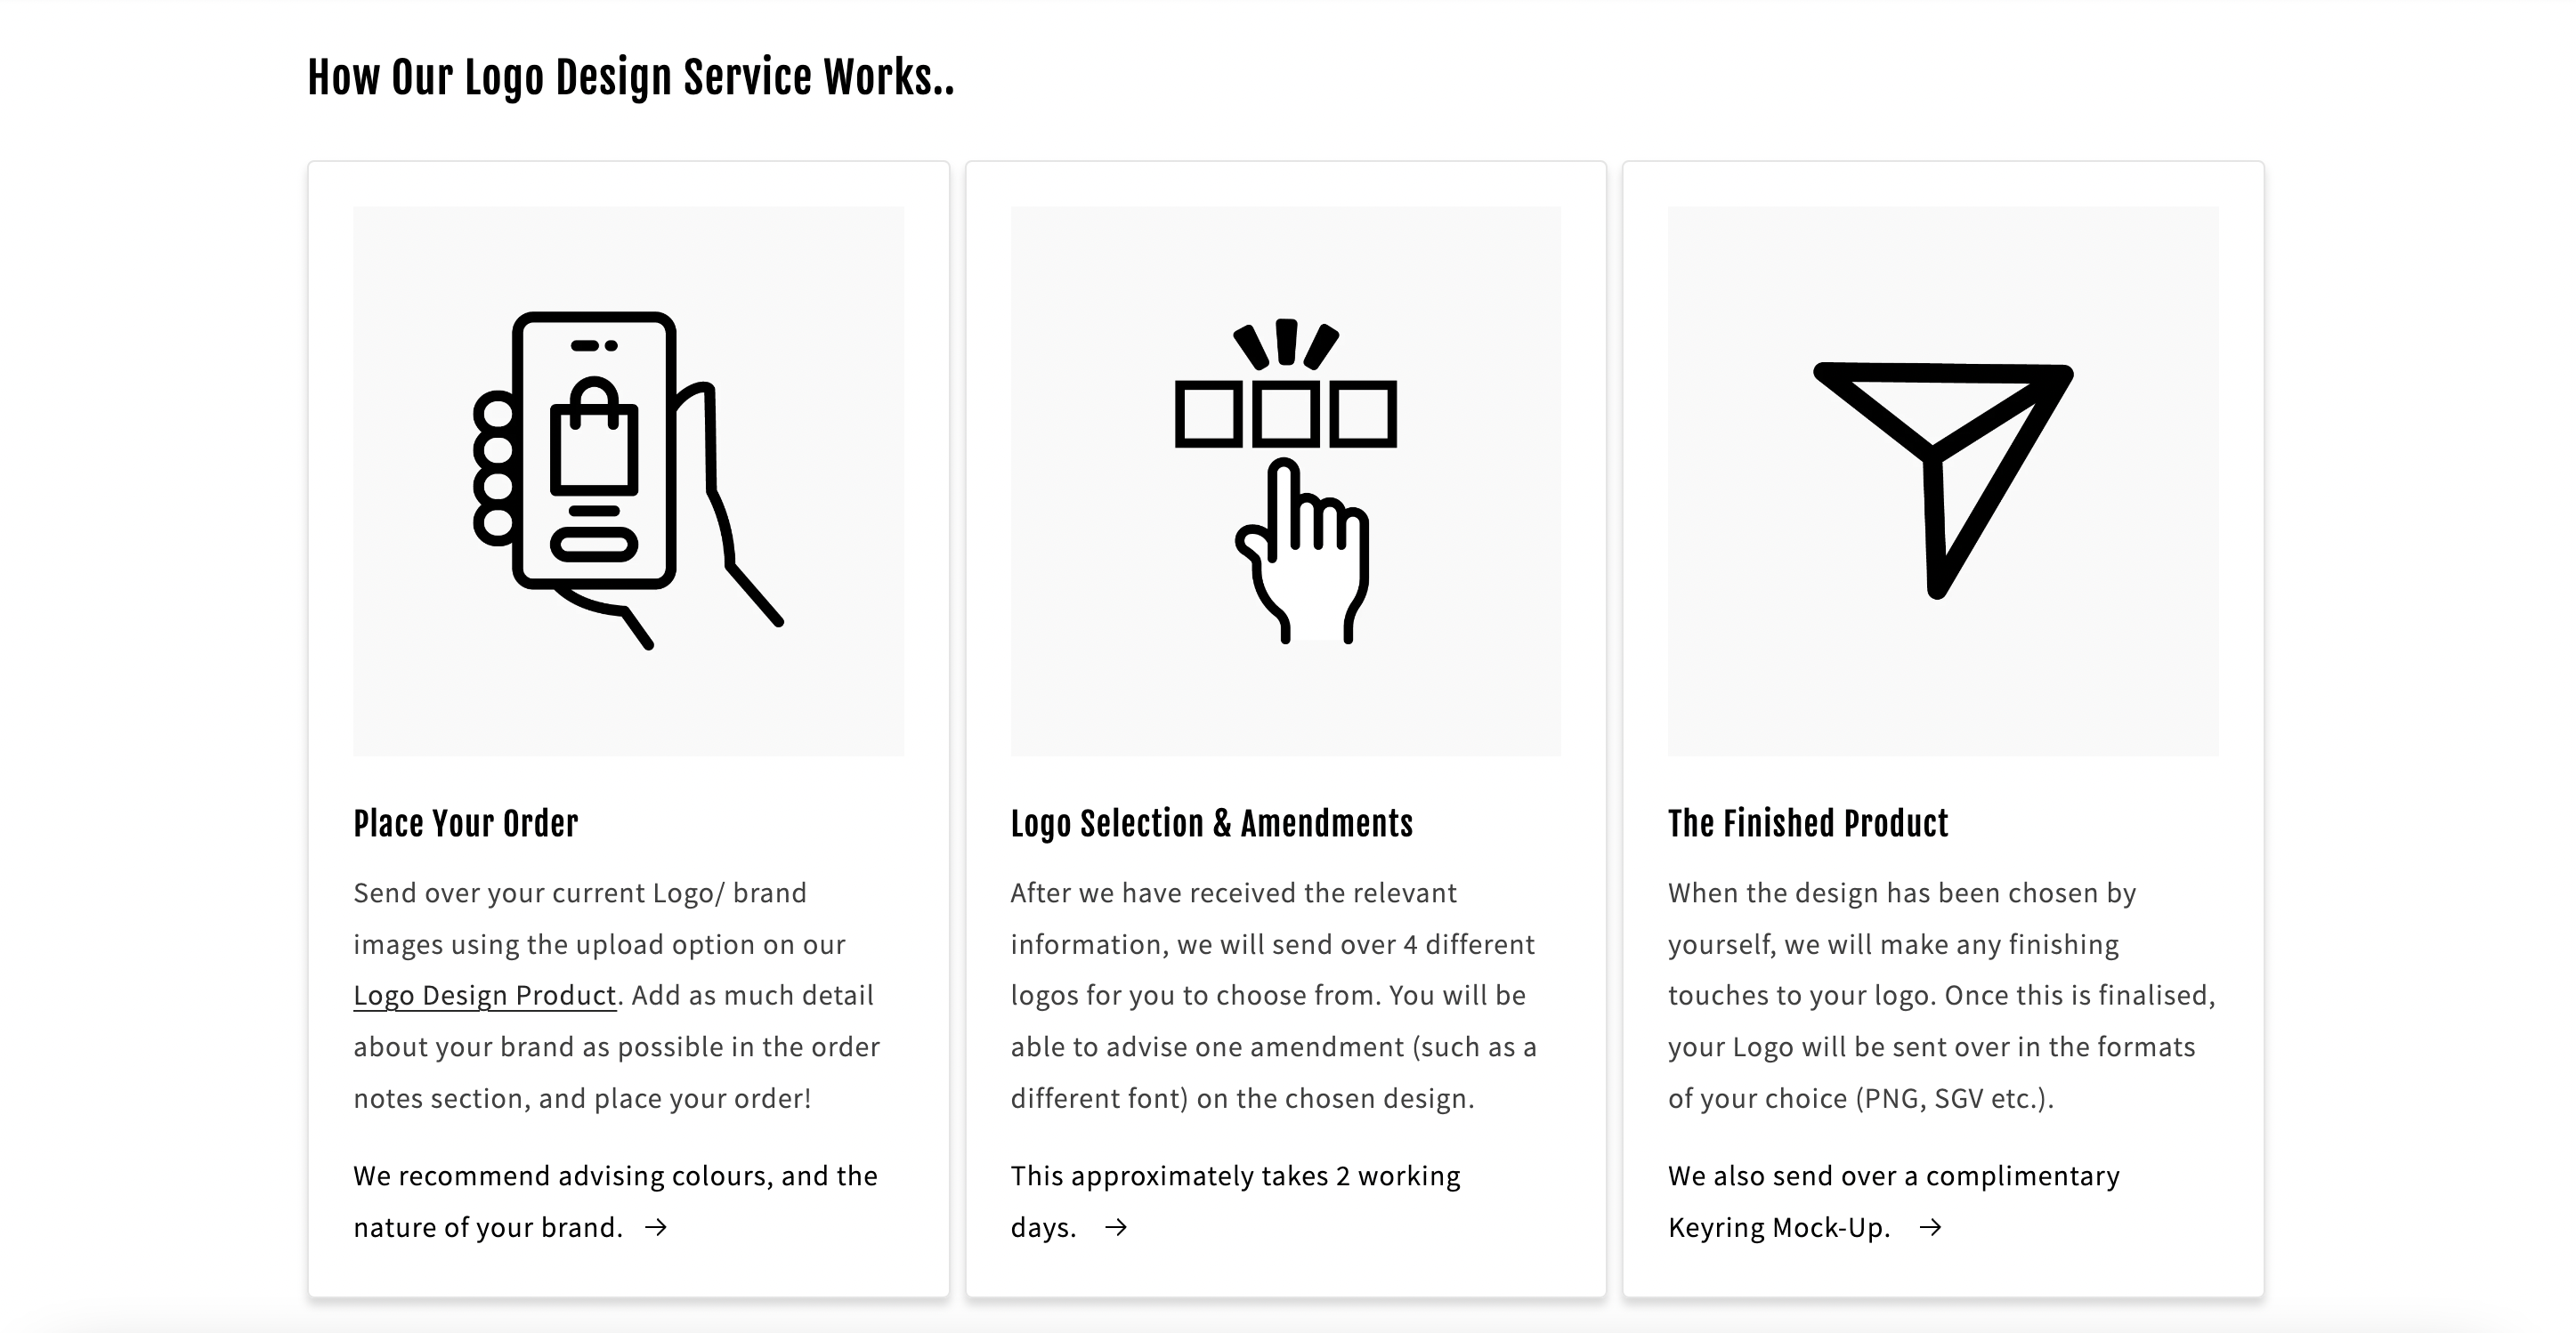 How Our Logo Design Service Works..
Place Your Order
Send over your current Logo/ brand
images using the upload option on our
Logo Design Product. Add as much detail
about your brand as possible in the order
notes section, and place your order!
We recommend advising colours, and the
nature of your brand. →
Logo Selection & Amendments
After we have received the relevant
information, we will send over 4 different
logos for you to choose from. You will be
able to advise one amendment (such as a
different font) on the chosen design.
This approximately takes 2 working
days. →
The Finished Product
When the design has been chosen by
yourself, we will make any finishing
touches to your logo. Once this is finalised,
your Logo will be sent over in the formats
of your choice (PNG, SGV etc.).
We also send over a complimentary
Keyring Mock-Up. →